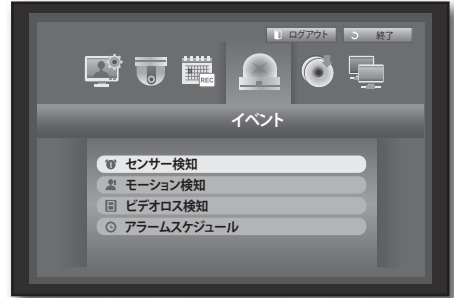 ログアウト 終了
REC
イベント
センサー検知
モーション検知
ビデオロス検知
アラームスケジュール